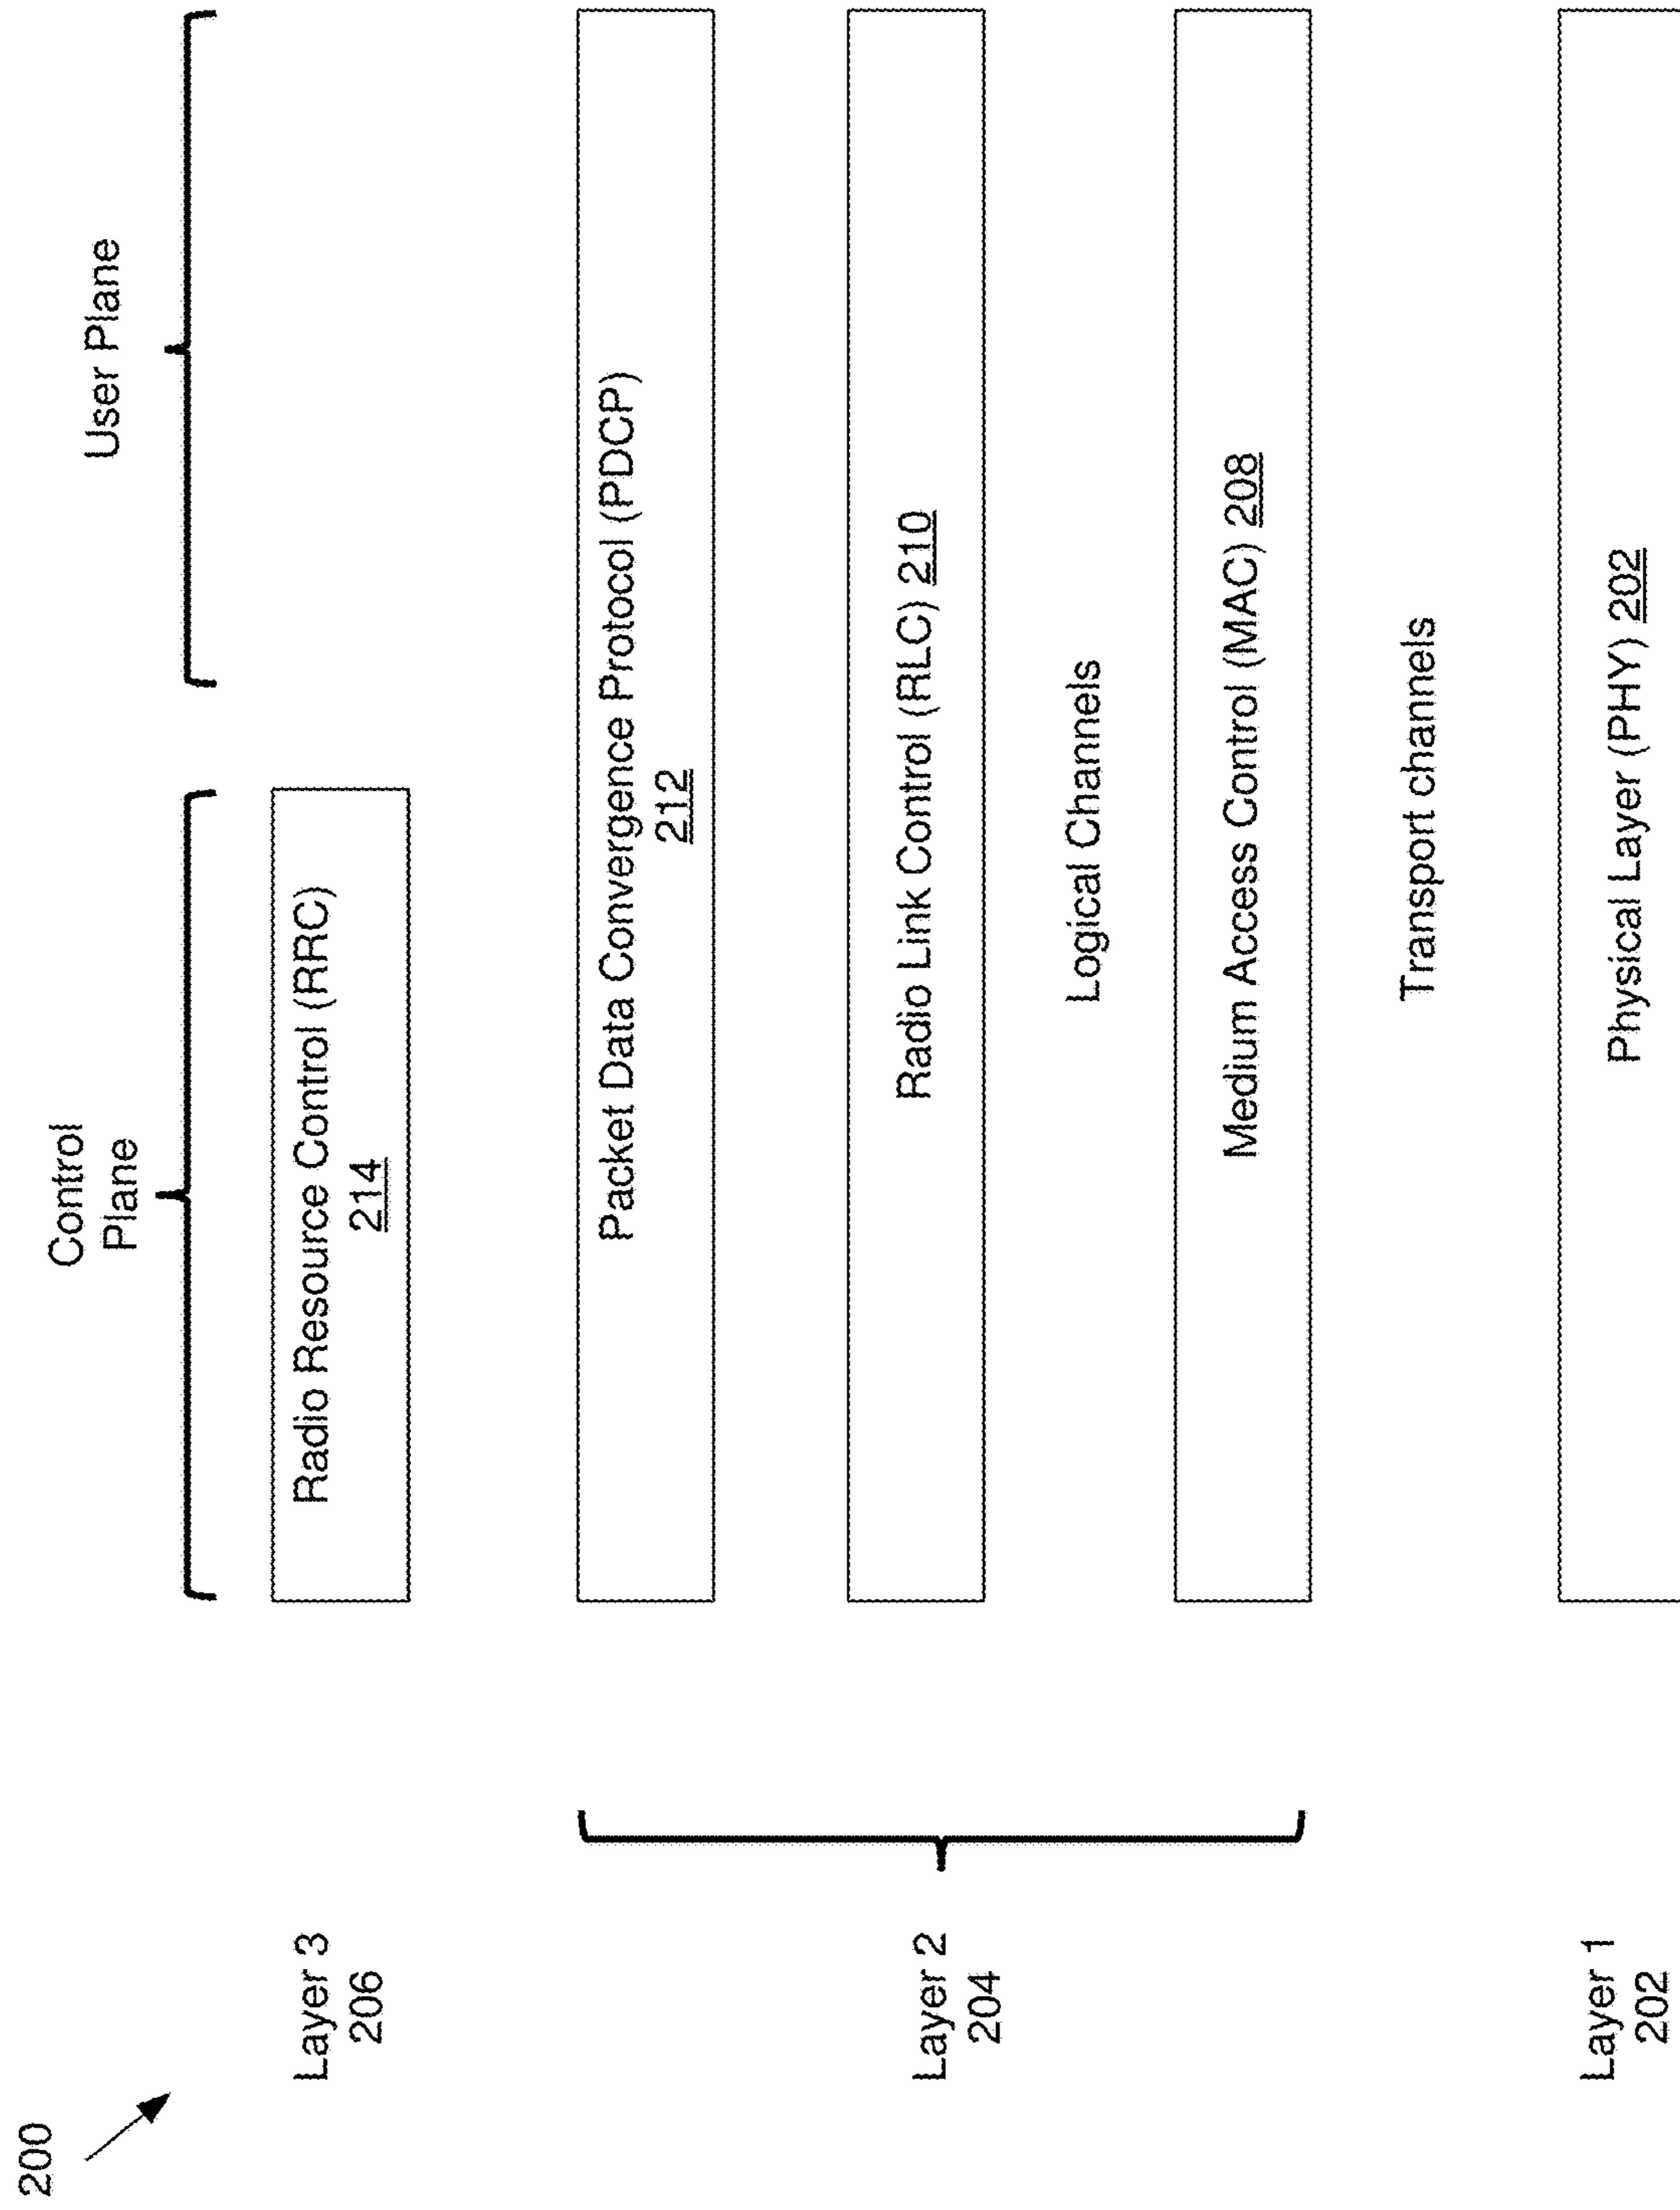 200
Control
Plane
User Plane
Layer 3
206
Radio Resource Control (RRC)
214
Packet Data Convergence Protocol (PDCP)
212
Layer 2
204
Radio Link Control (RLC) 210
Logical Channels
Medium Access Control (MAC) 208
Transport channels
Layer 1
202
Physical Layer (PHY) 202